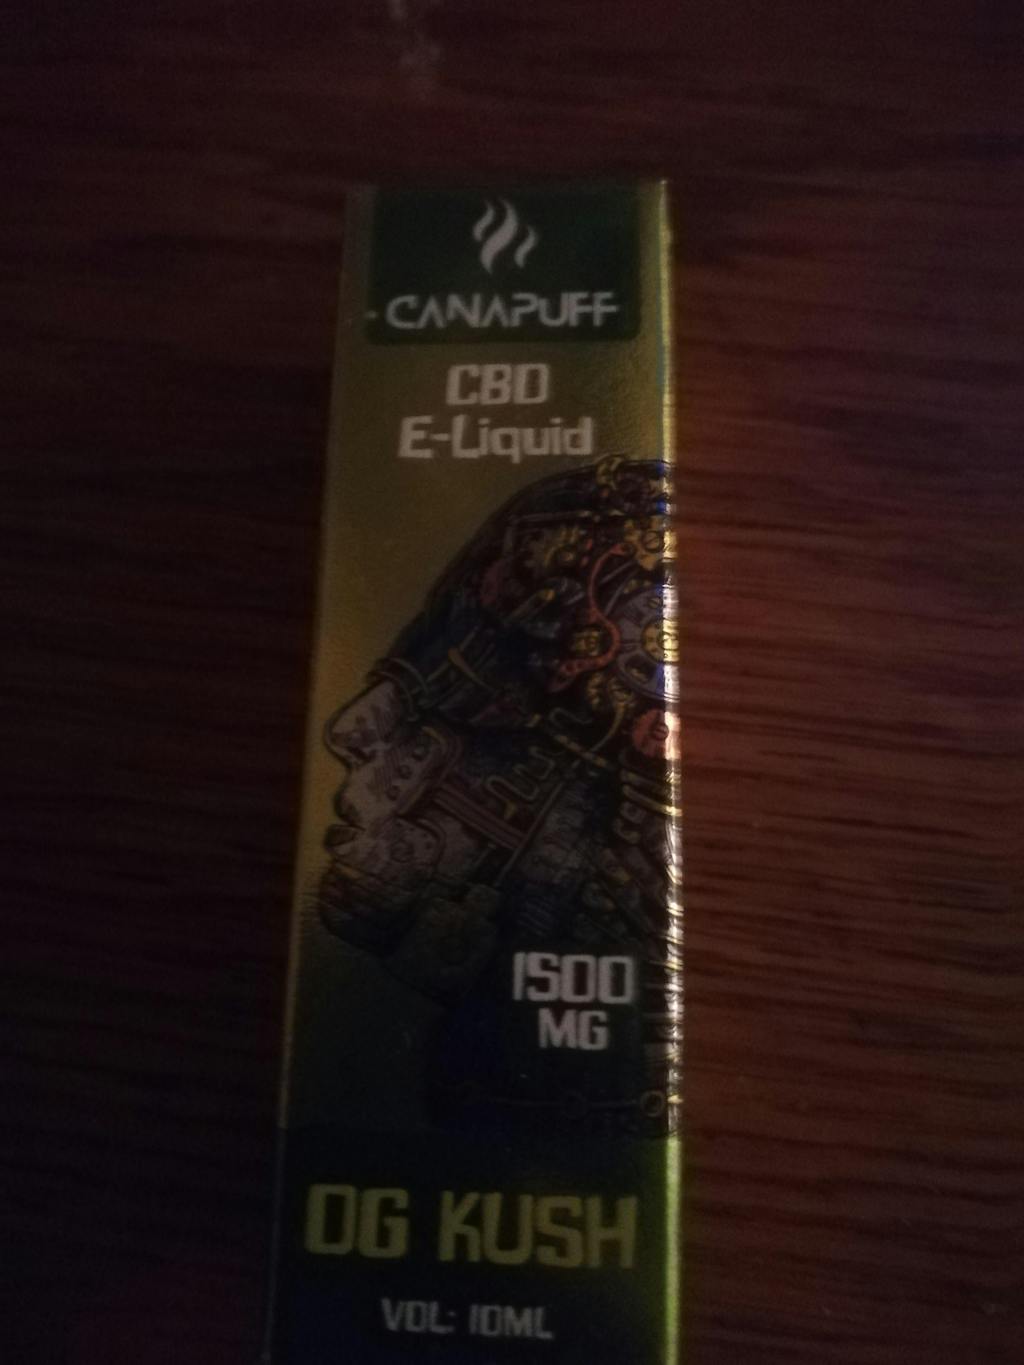 CANAPUFF
CBD
E-Liquid
1500
MG
OG KUSH
VOL: 10ML